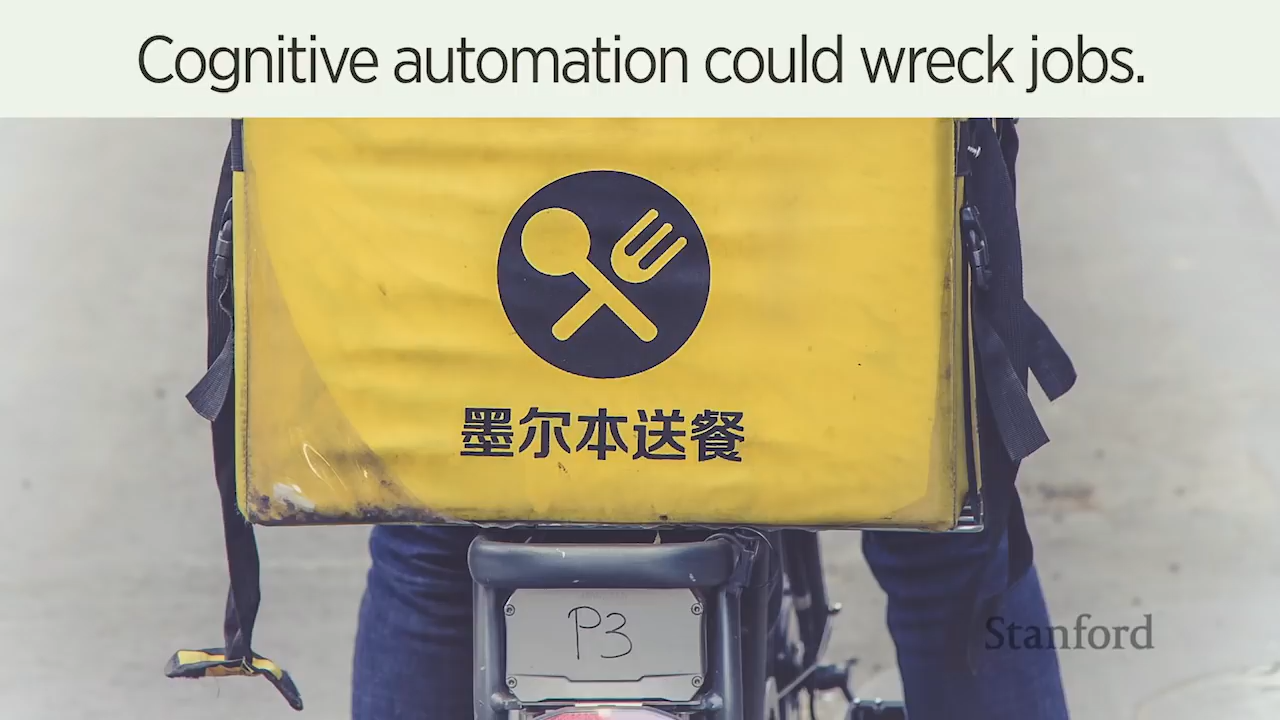 Cognitive automation could wreck jobs.
墨尔本送餐
P3
Stanford